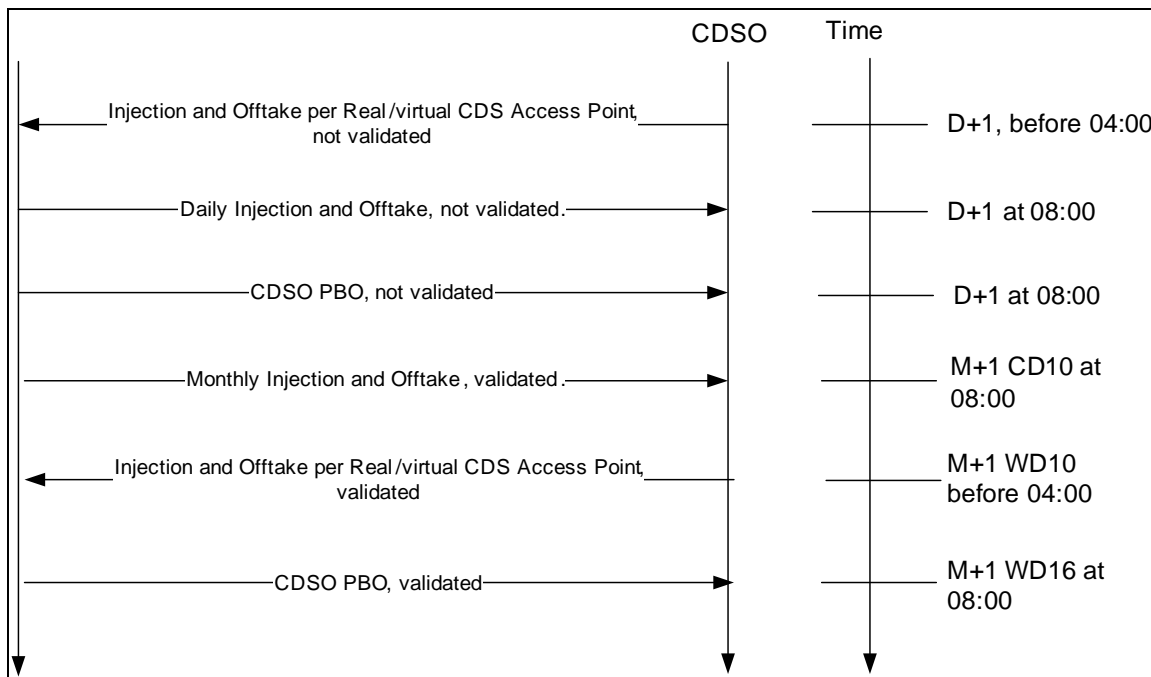 CDSO
Time
Injection and Offtake per Real/virtual CDS Access Point,
not validated
D+1, before 04:00
Daily Injection and Offtake, not validated.
D+1 at 08:00
CDSO PBO, not validated
D+1 at 08:00
Monthly Injection and Offtake, validated.
M+1 CD10 at
08:00
Injection and Offtake per Real/virtual CDS Access Point,
validated
M+1 WD10
before 04:00
CDSO PBO, validated
M+1 WD16 at
08:00